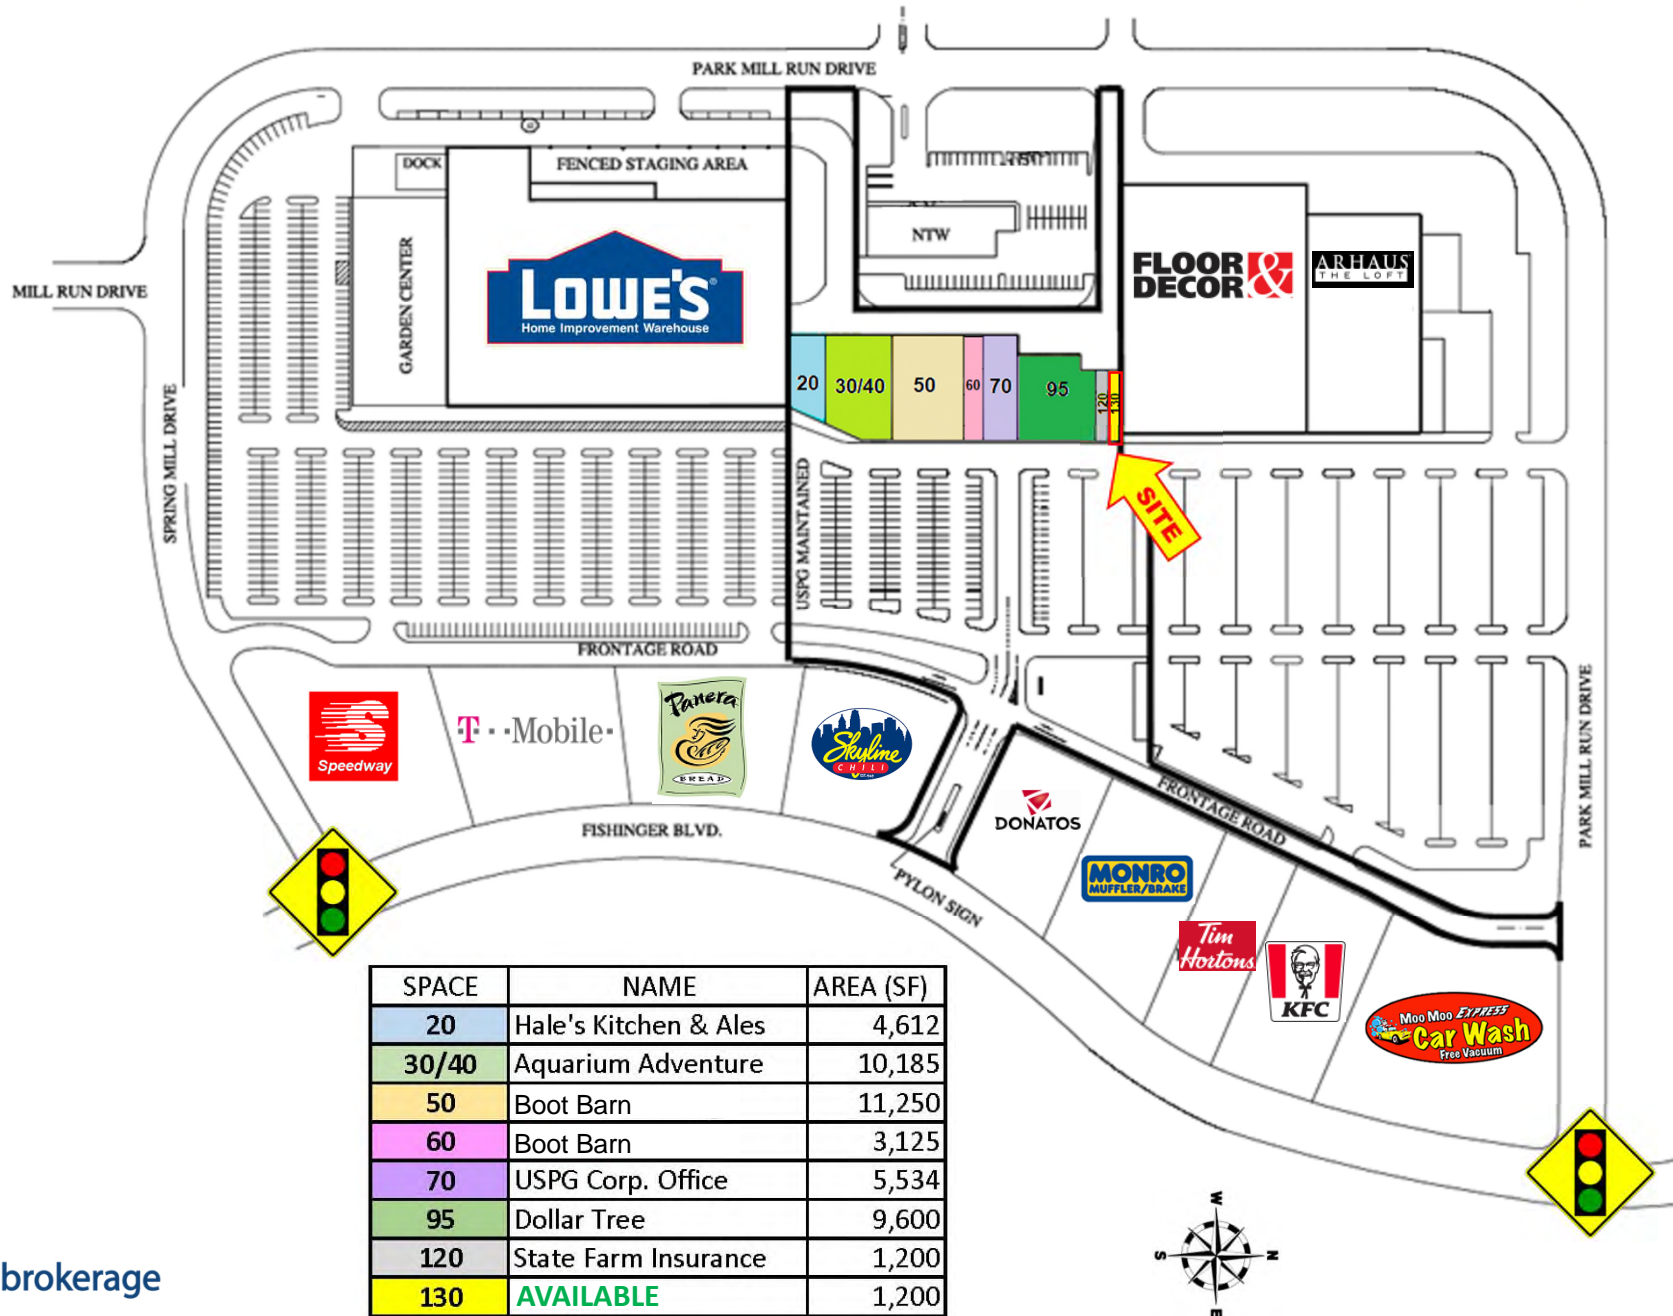 PARK MILL RUN DRIVE
DOCK
FENCED STAGING AREA
NTW
MILL RUN DRIVE
GARDEN CENTER
LOWE'S®
Home Improvement Warehouse
FLOOR & DECOR
ARHAUS
THE LOFT
20
30/40
50
60
70
95
120
130
SPRING MILL DRIVE
USPG MAINTAINED
SITE
FRONTAGE ROAD
PARK MILL RUN DRIVE
Speedway
T··Mobile·
Panera
BREAD
Skyline
CHILI
DONATOS
FRONTAGE ROAD
FISHINGER BLVD.
MONRO
MUFFLER/BRAKE
PYLON SIGN
Tim
Hortons
KFC
Moo Moo EXPRESS
Car Wash
Free Vacuum
SPACE NAME AREA (SF)
20 Hale's Kitchen & Ales 4,612
30/40 Aquarium Adventure 10,185
50 Boot Barn 11,250
60 Boot Barn 3,125
70 USPG Corp. Office 5,534
95 Dollar Tree 9,600
120 State Farm Insurance 1,200
130 AVAILABLE 1,200
W
S N
E
brokerage